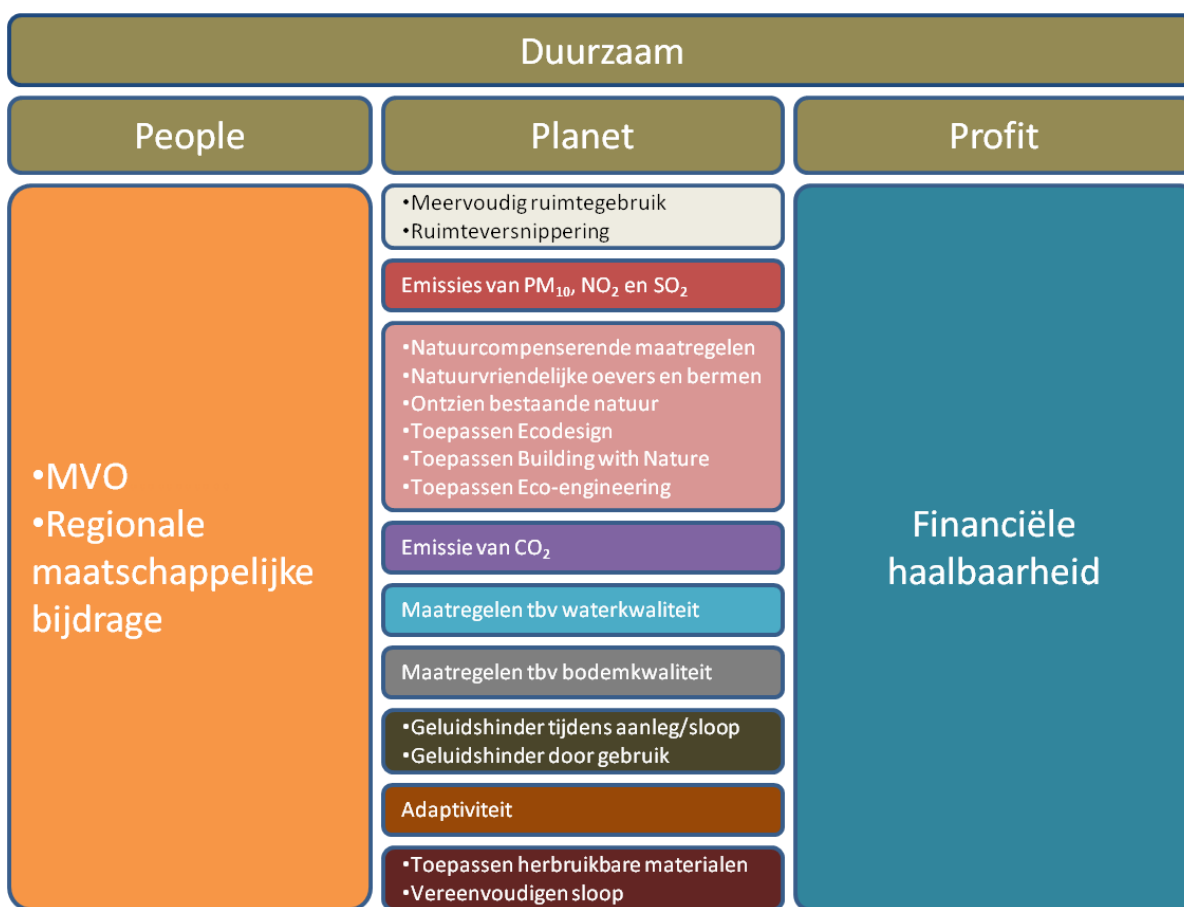 Duurzaam
People
Planet
Profit
•MVO
•Regionale
maatschappelijke
bijdrage
•Meervoudig ruimtegebruik
•Ruimteversnippering
Emissies van PM₁₀, NO₂ en SO₂
•Natuurcompenserende maatregelen
•Natuurvriendelijke oevers en bermen
•Ontzien bestaande natuur
•Toepassen Ecodesign
•Toepassen Building with Nature
•Toepassen Eco-engineering
Emissie van CO₂
Maatregelen tbv waterkwaliteit
Maatregelen tbv bodemkwaliteit
•Geluidshinder tijdens aanleg/sloop
•Geluidshinder door gebruik
Adaptiviteit
•Toepassen herbruikbare materialen
•Vereenvoudigen sloop
Financiële
haalbaarheid